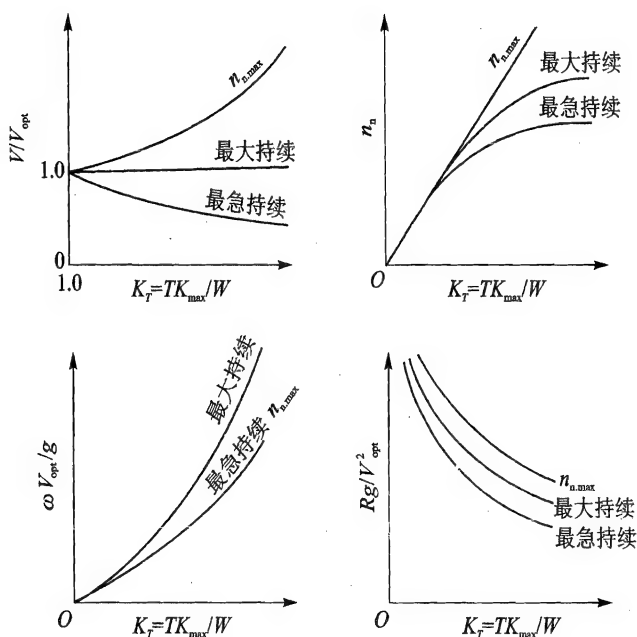 V/V_opt
1.0
0
1.0
n_n.max
最大持续
最急持续
K_T=TK_max/W
n_n
O
n_n.max
最大持续
最急持续
K_T=TK_max/W
ωV_opt/g
O
最大持续
最急持续 n_n.max
K_T=TK_max/W
Rg/V²_opt
O
n_n.max
最大持续
最急持续
K_T=TK_max/W